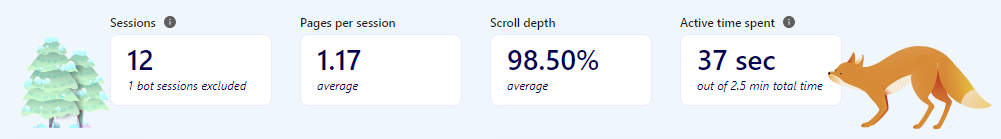 Sessions
12
1 bot sessions excluded
Pages per session
1.17
average
Scroll depth
98.50%
average
Active time spent
37 sec
out of 2.5 min total time